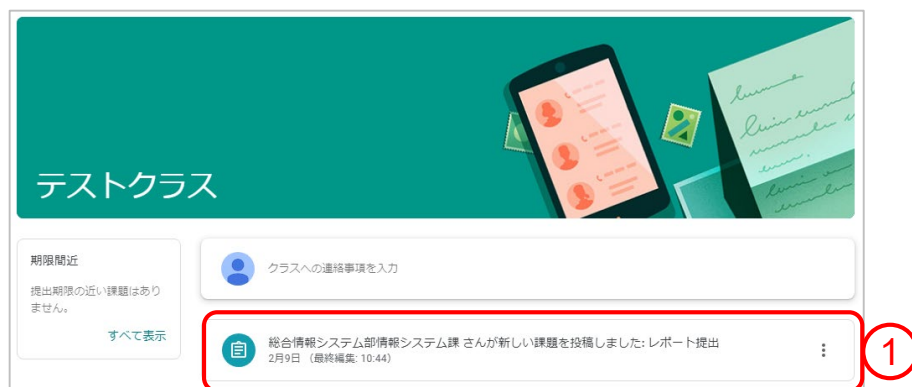 テストクラス
期限間近
提出期限の近い課題はあり
ません。
すべて表示
クラスへの連絡事項を入力
総合情報システム部情報システム課 さんが新しい課題を投稿しました: レポート提出
2月9日 （最終編集: 10:44）
1